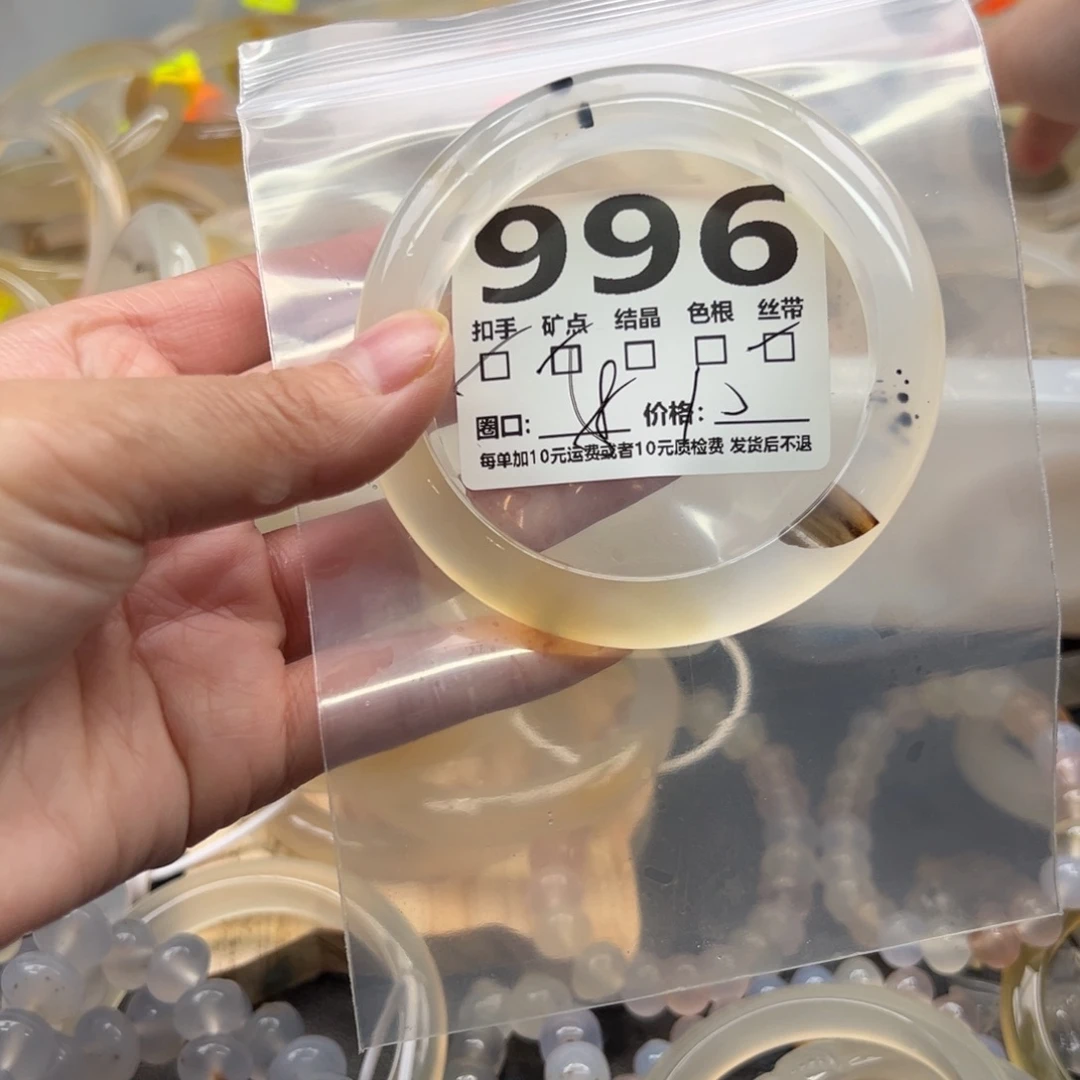 996
扣手 矿点 结晶 色根 丝带
圈口: 价格:
每单加10元运费或者10元质检费 发货后不退